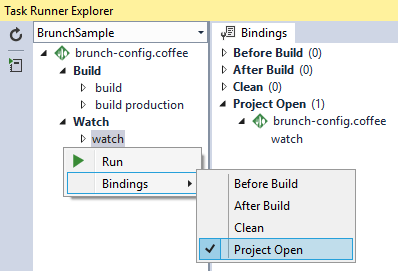 Task Runner Explorer
BrunchSample
brunch-config.coffee
Build
build
build production
Watch
watch
Run
Bindings
Bindings
Before Build (0)
After Build (0)
Clean (0)
Project Open (1)
brunch-config.coffee
watch
Before Build
After Build
Clean
Project Open